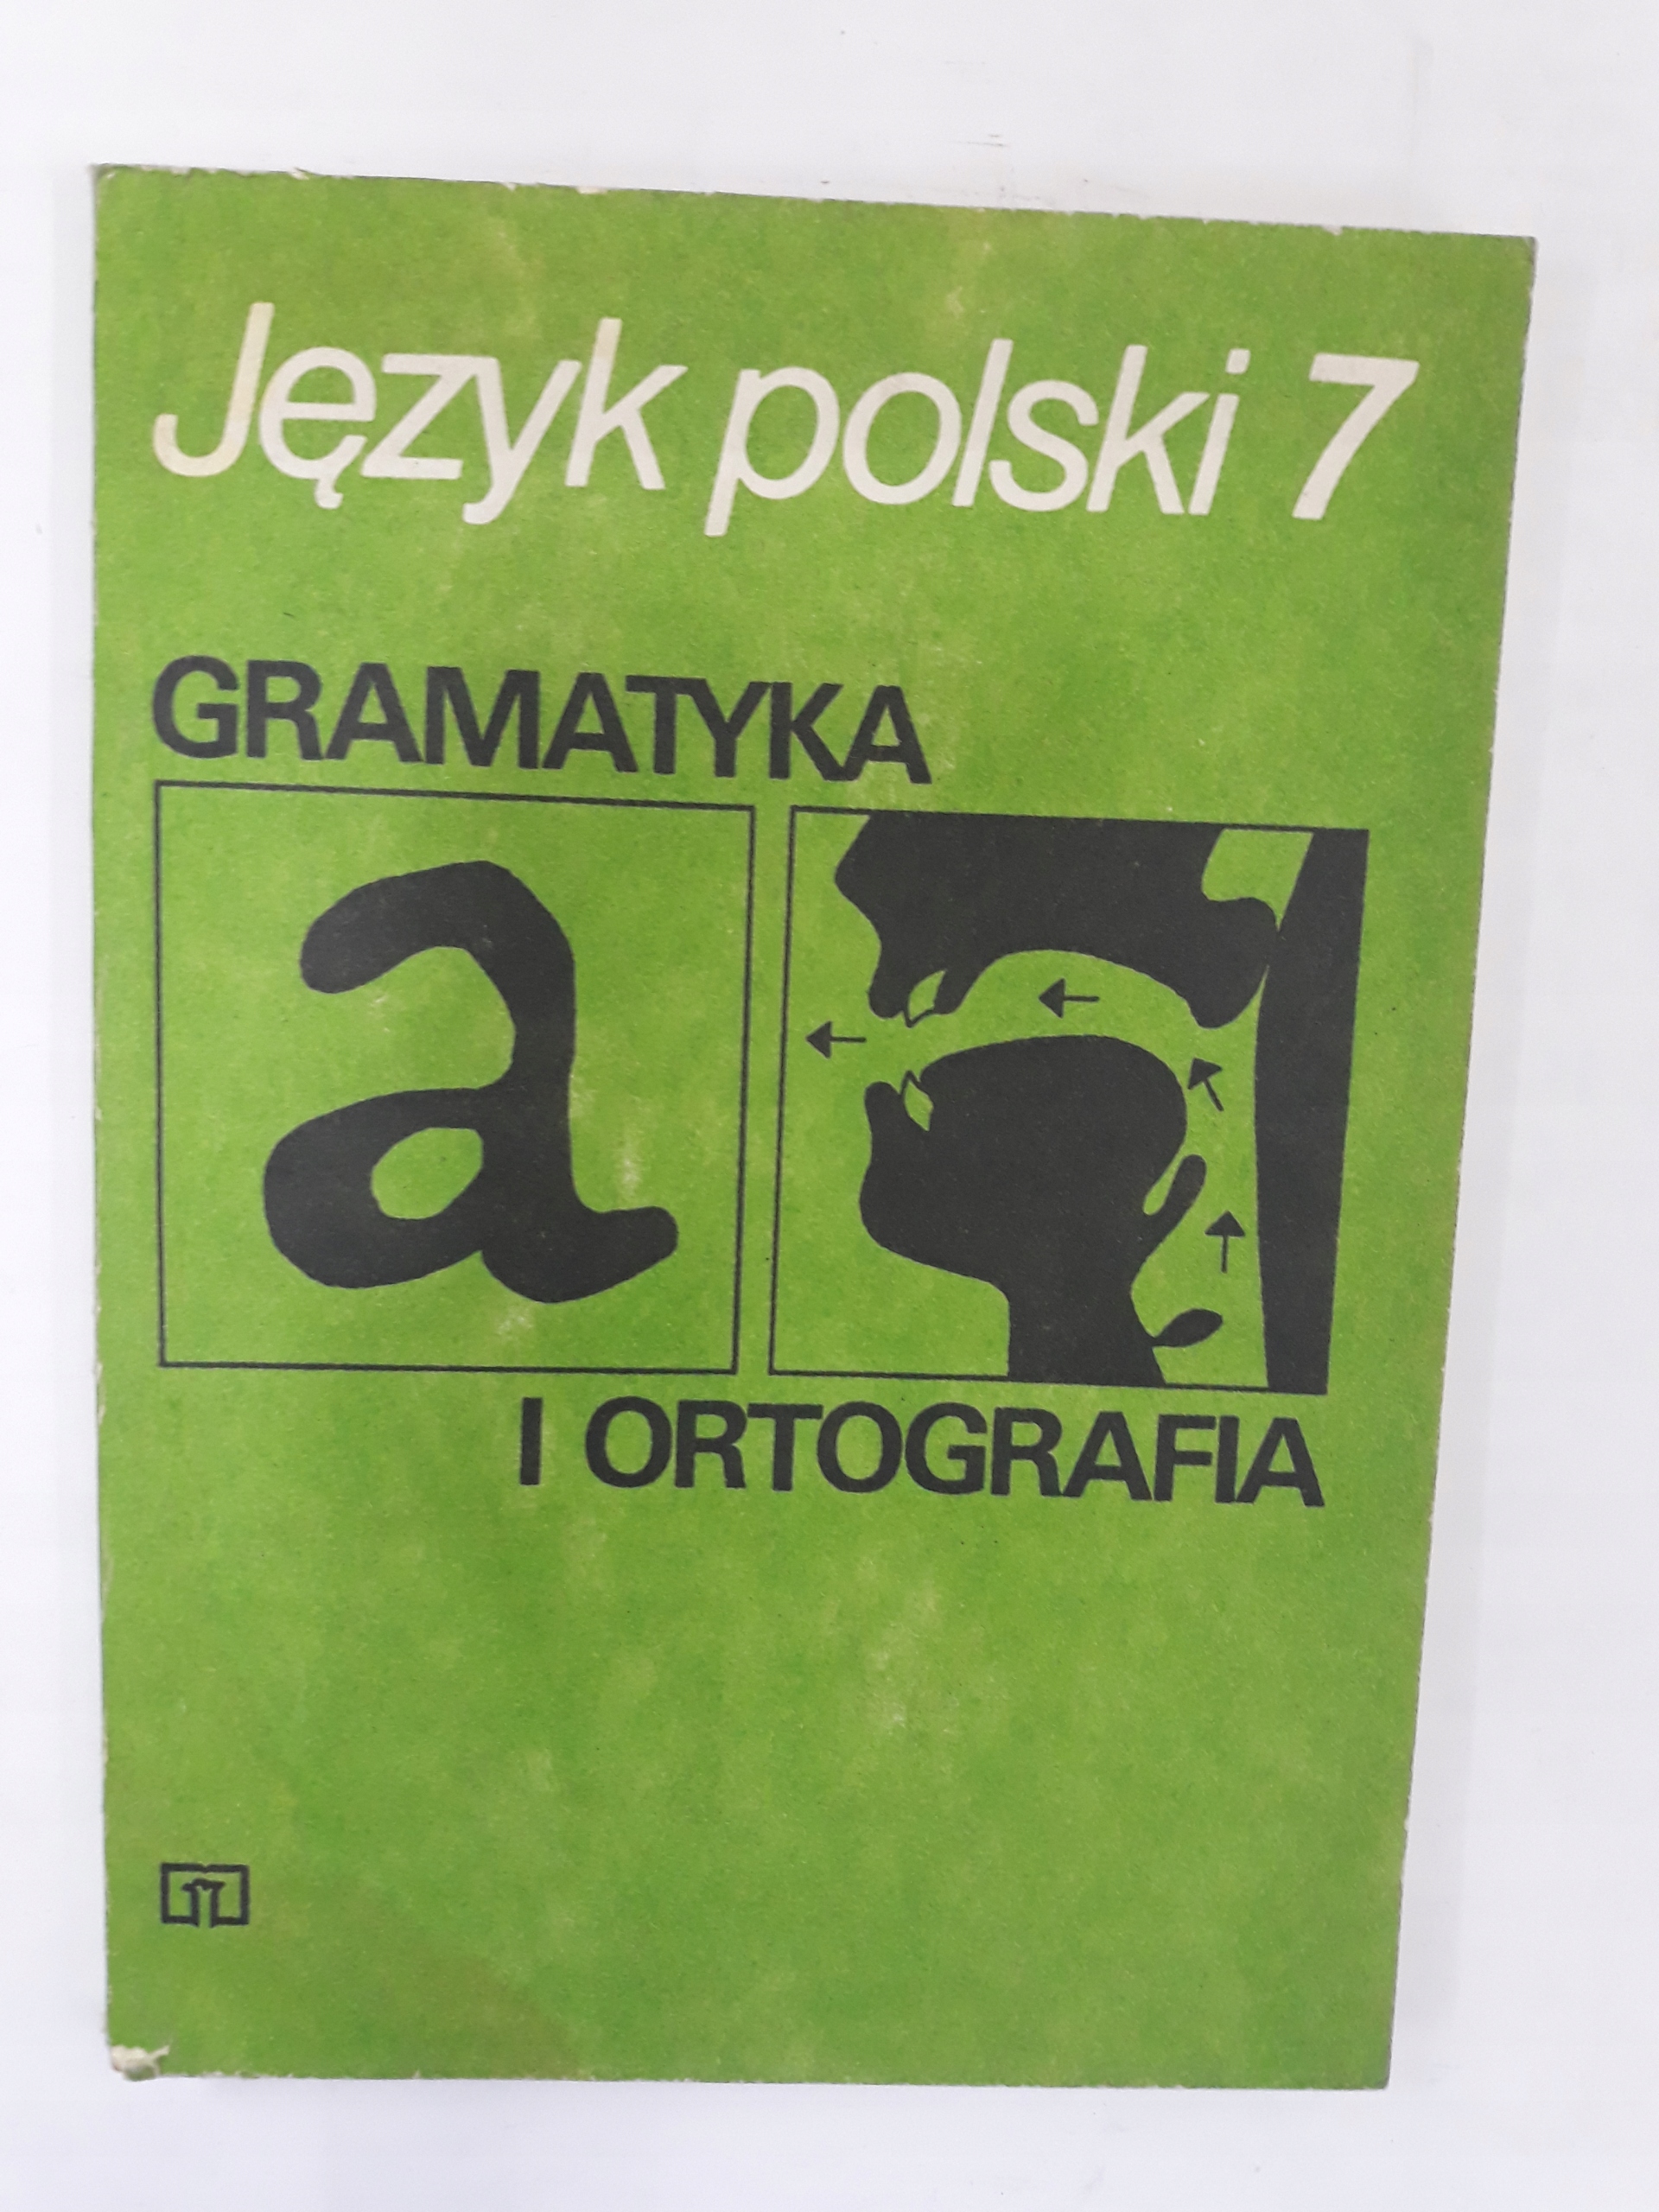 Język polski 7
GRAMATYKA
a
I ORTOGRAFIA